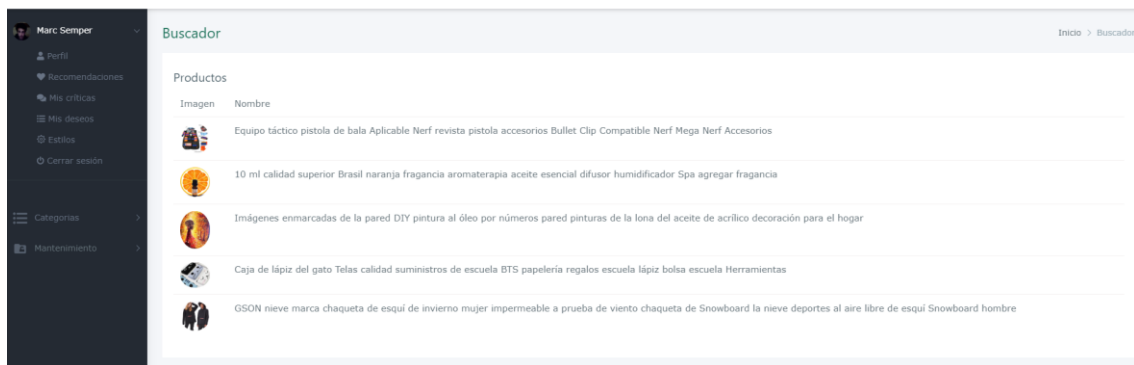 Marc Semper
Perfil
Recomendaciones
Mis críticas
Mis deseos
Estilos
Cerrar sesión
Categorias
Mantenimiento
Buscador
Inicio > Buscador
Productos
Imagen Nombre
Equipo táctico pistola de bala Aplicable Nerf revista pistola accesorios Bullet Clip Compatible Nerf Mega Nerf Accesorios
10 ml calidad superior Brasil naranja fragancia aromaterapia aceite esencial difusor humidificador Spa agregar fragancia
Imágenes enmarcadas de la pared DIY pintura al óleo por números pared pinturas de la lona del aceite de acrílico decoración para el hogar
Caja de lápiz del gato Telas calidad suministros de escuela BTS papelería regalos escuela lápiz bolsa escuela Herramientas
GSON nieve marca chaqueta de esquí de invierno mujer impermeable a prueba de viento chaqueta de Snowboard la nieve deportes al aire libre de esquí Snowboard hombre